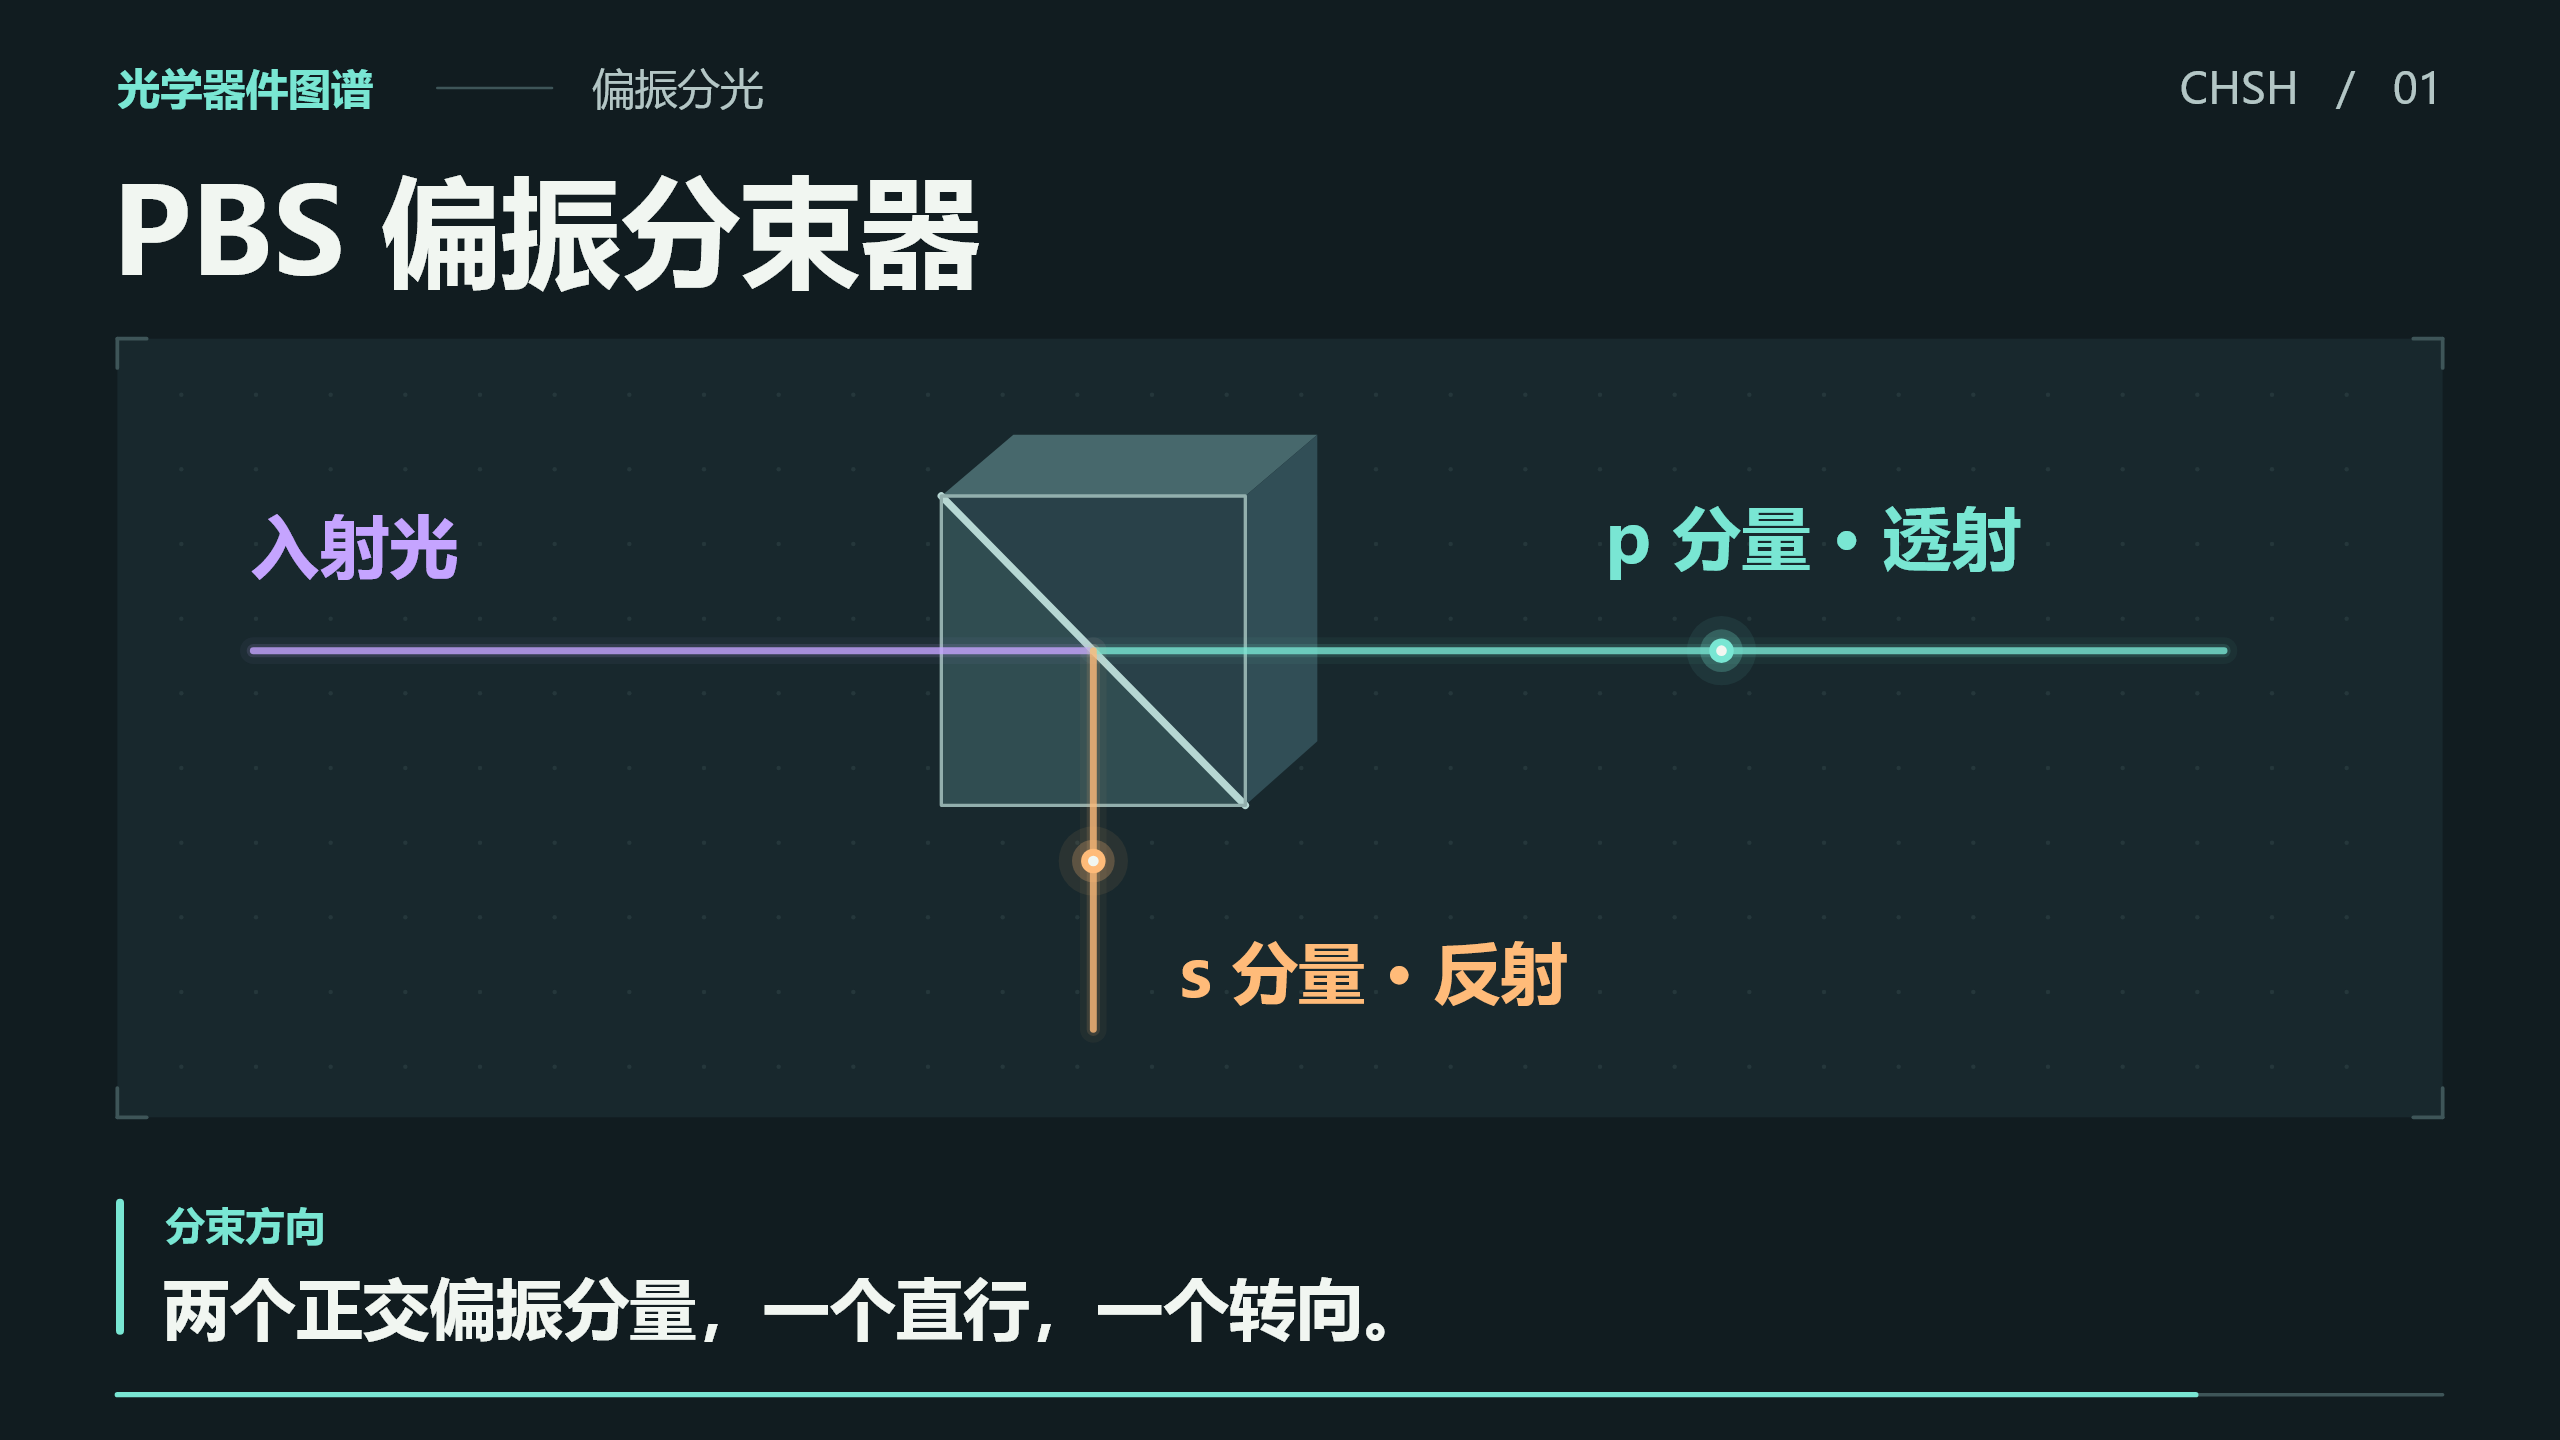 光学器件图谱 偏振分光 CHSH / 01
PBS 偏振分束器
入射光
p 分量・透射
s 分量・反射
分束方向
两个正交偏振分量，一个直行，一个转向。